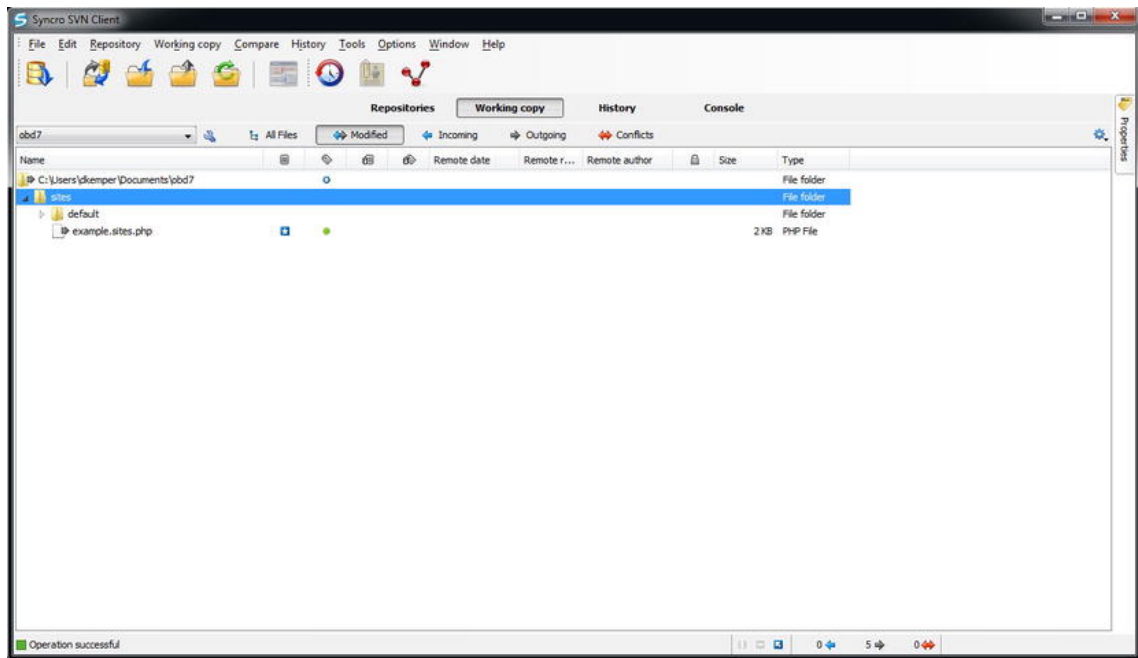 Syncro SVN Client
File Edit Repository Working copy Compare History Tools Options Window Help
Repositories Working copy History Console
obd7 All Files Modified Incoming Outgoing Conflicts
Name Remote date Remote r... Remote author Size Type
C:\Users\dkemper\Documents\obd7 File folder
sites File folder
default File folder
example.sites.php 2 KB PHP File
Properties
Operation successful 0 5 0